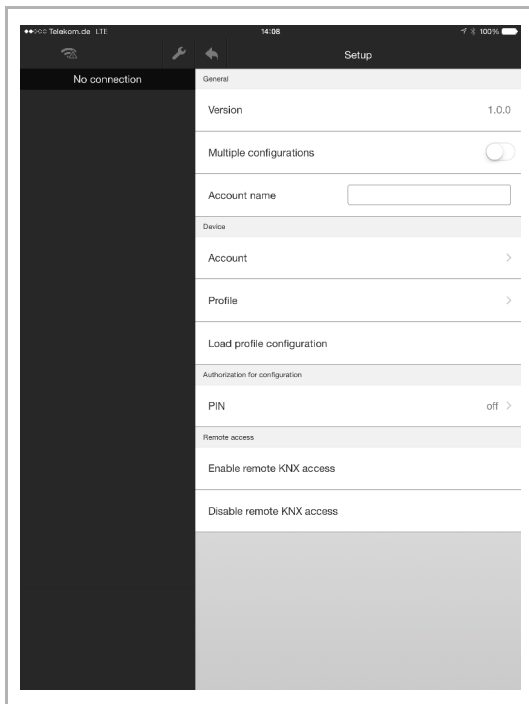 Telekom.de LTE 14:08 100%
Setup
No connection
General
Version 1.0.0
Multiple configurations
Account name
Device
Account
Profile
Load profile configuration
Authorization for configuration
PIN off
Remote access
Enable remote KNX access
Disable remote KNX access